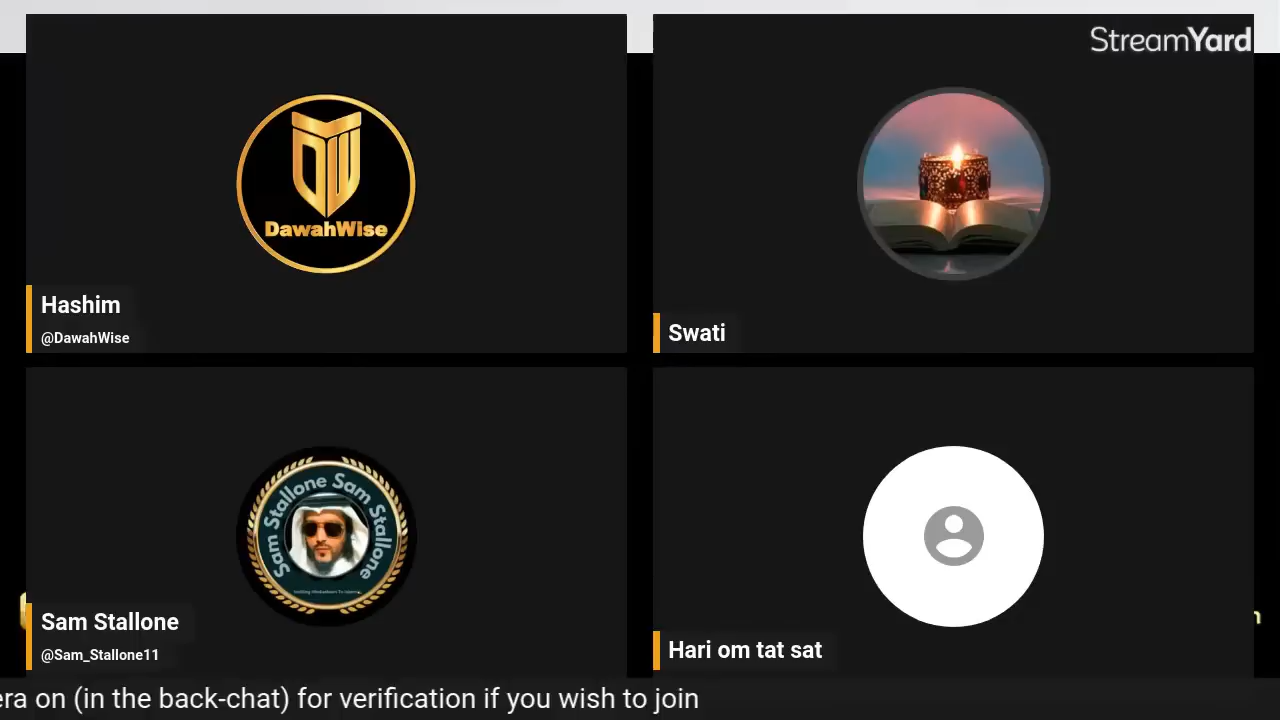 StreamYard
DW
DawahWise
Hashim
@DawahWise
Swati
Sam Stallone Sam Stallone
Sam Stallone
@Sam_Stallone11
Hari om tat sat
era on (in the back-chat) for verification if you wish to join